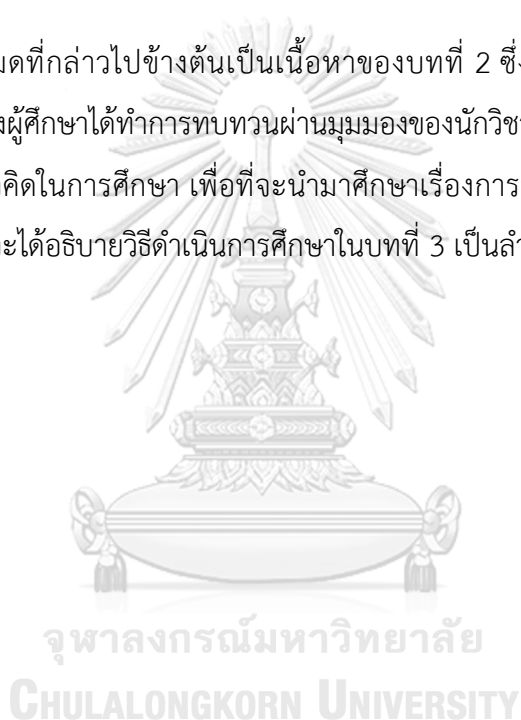 มดที่กล่าวไปข้างต้นเป็นเนื้อหาของบทที่ 2 ซึ่ง
ผู้ศึกษาได้ทำการทบทวนผ่านมุมมองของนักวิชา
คิดในการศึกษา เพื่อที่จะนำมาศึกษาเรื่องการ
ะได้อธิบายวิธีดำเนินการศึกษาในบทที่ 3 เป็นลำ
จุฬาลงกรณ์มหาวิทยาลัย
CHULALONGKORN UNIVERSITY